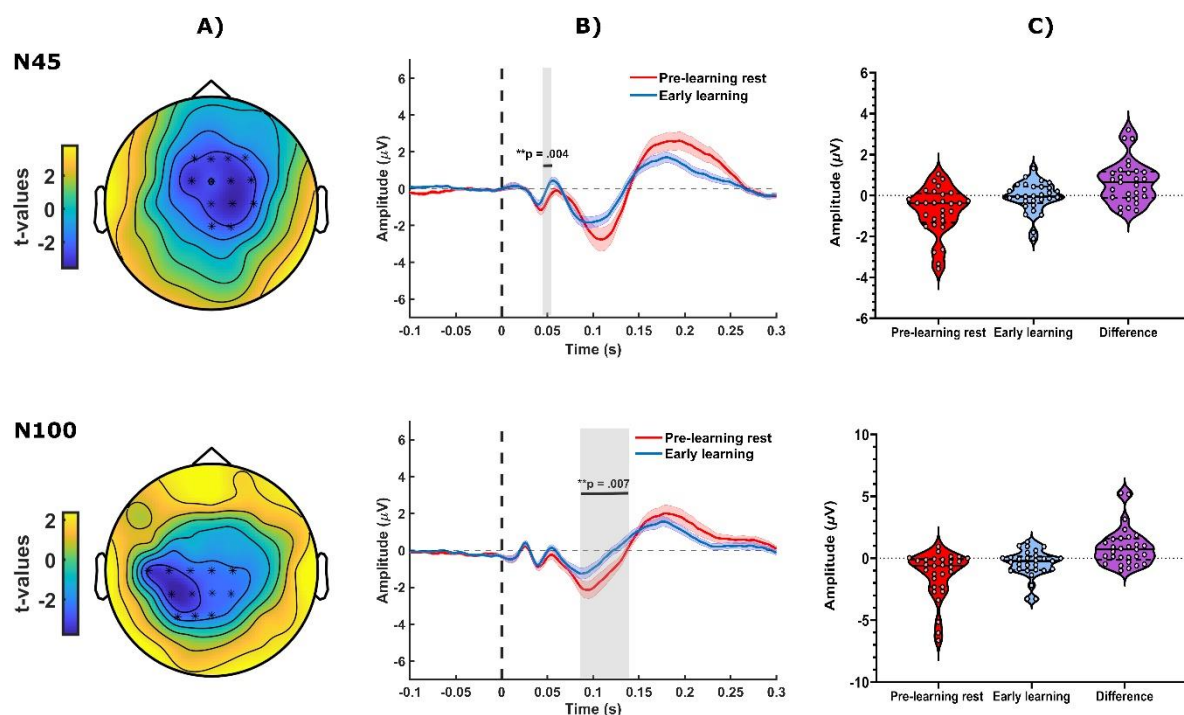 A)
B)
C)
N45
t-values
2
0
-2
Amplitude (µV)
6
4
2
0
-2
-4
-6
Pre-learning rest
Early learning
**p = .004
-0.1
-0.05
0
0.05
0.1
0.15
0.2
0.25
0.3
Time (s)
Amplitude (µV)
6
4
2
0
-2
-4
-6
Pre-learning rest
Early learning
Difference
N100
t-values
2
0
-2
Amplitude (µV)
6
4
2
0
-2
-4
-6
Pre-learning rest
Early learning
**p = .007
-0.1
-0.05
0
0.05
0.1
0.15
0.2
0.25
0.3
Time (s)
Amplitude (µV)
10
5
0
-5
-10
Pre-learning rest
Early learning
Difference